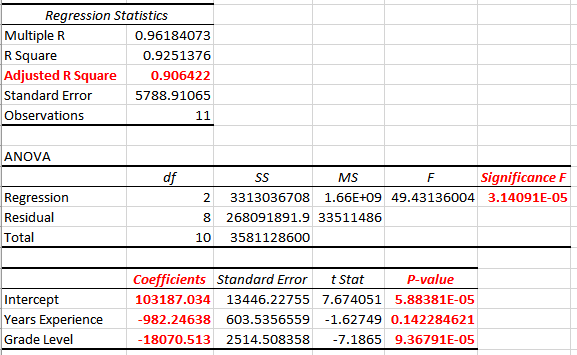 Regression Statistics
Multiple R 0.96184073
R Square 0.9251376
Adjusted R Square 0.906422
Standard Error 5788.91065
Observations 11
ANOVA
df SS MS F Significance F
Regression 2 3313036708 1.66E+09 49.43136004 3.14091E-05
Residual 8 268091891.9 33511486
Total 10 3581128600
Coefficients Standard Error t Stat P-value
Intercept 103187.034 13446.22755 7.674051 5.88381E-05
Years Experience -982.24638 603.5356559 -1.62749 0.142284621
Grade Level -18070.513 2514.508358 -7.1865 9.36791E-05